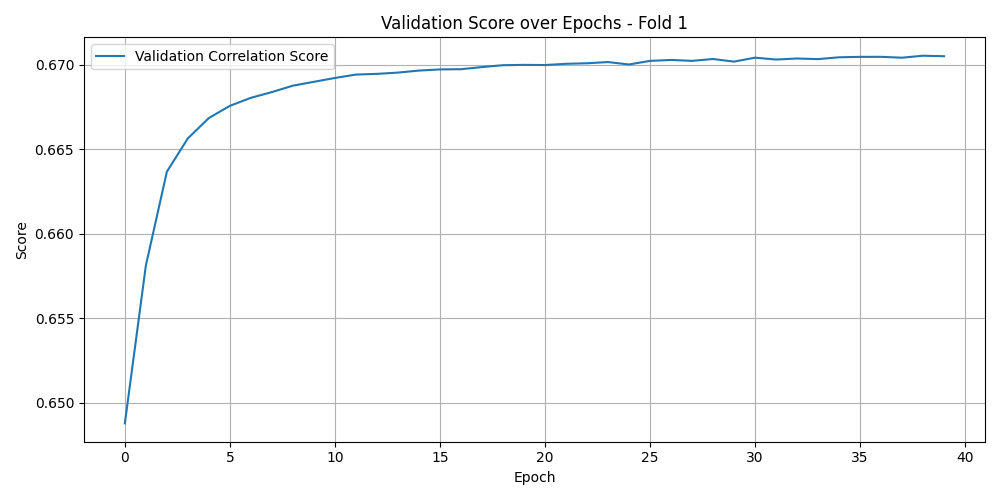 Validation Score over Epochs - Fold 1
Validation Correlation Score
0.670
0.665
0.660
0.655
0.650
Score
0 5 10 15 20 25 30 35 40
Epoch